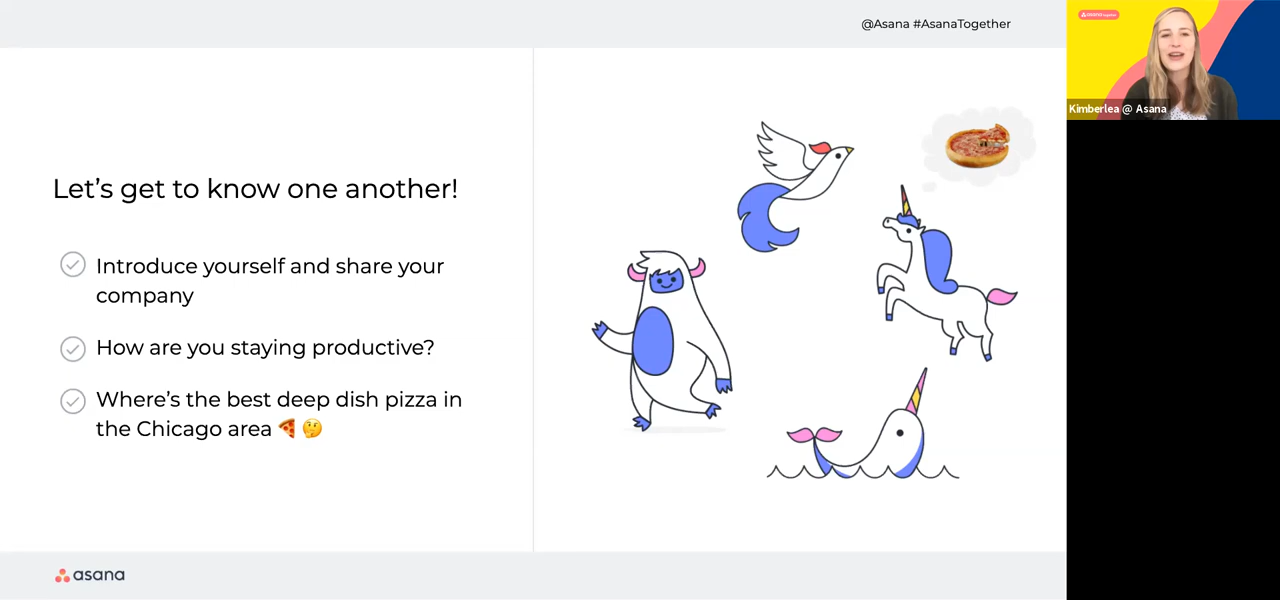 @Asana #AsanaTogether
Let's get to know one another!
Introduce yourself and share your
company
How are you staying productive?
Where's the best deep dish pizza in
the Chicago area 🍕 🤔
asana
asana
Kimberlea @ Asana